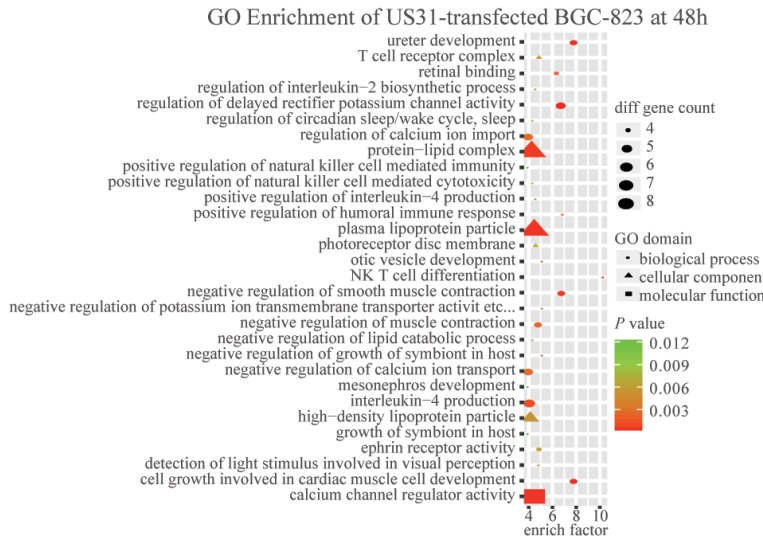 GO Enrichment of US31-transfected BGC-823 at 48h
ureter development
T cell receptor complex
retinal binding
regulation of interleukin−2 biosynthetic process
regulation of delayed rectifier potassium channel activity
regulation of circadian sleep/wake cycle, sleep
regulation of calcium ion import
protein−lipid complex
positive regulation of natural killer cell mediated immunity
positive regulation of natural killer cell mediated cytotoxicity
positive regulation of interleukin−4 production
positive regulation of humoral immune response
plasma lipoprotein particle
photoreceptor disc membrane
otic vesicle development
NK T cell differentiation
negative regulation of smooth muscle contraction
negative regulation of potassium ion transmembrane transporter activit etc...
negative regulation of muscle contraction
negative regulation of lipid catabolic process
negative regulation of growth of symbiont in host
negative regulation of calcium ion transport
mesonephros development
interleukin−4 production
high−density lipoprotein particle
growth of symbiont in host
ephrin receptor activity
detection of light stimulus involved in visual perception
cell growth involved in cardiac muscle cell development
calcium channel regulator activity
4 6 8 10
enrich factor
diff gene count
4
5
6
7
8
GO domain
biological process
cellular component
molecular function
P value
0.012
0.009
0.006
0.003